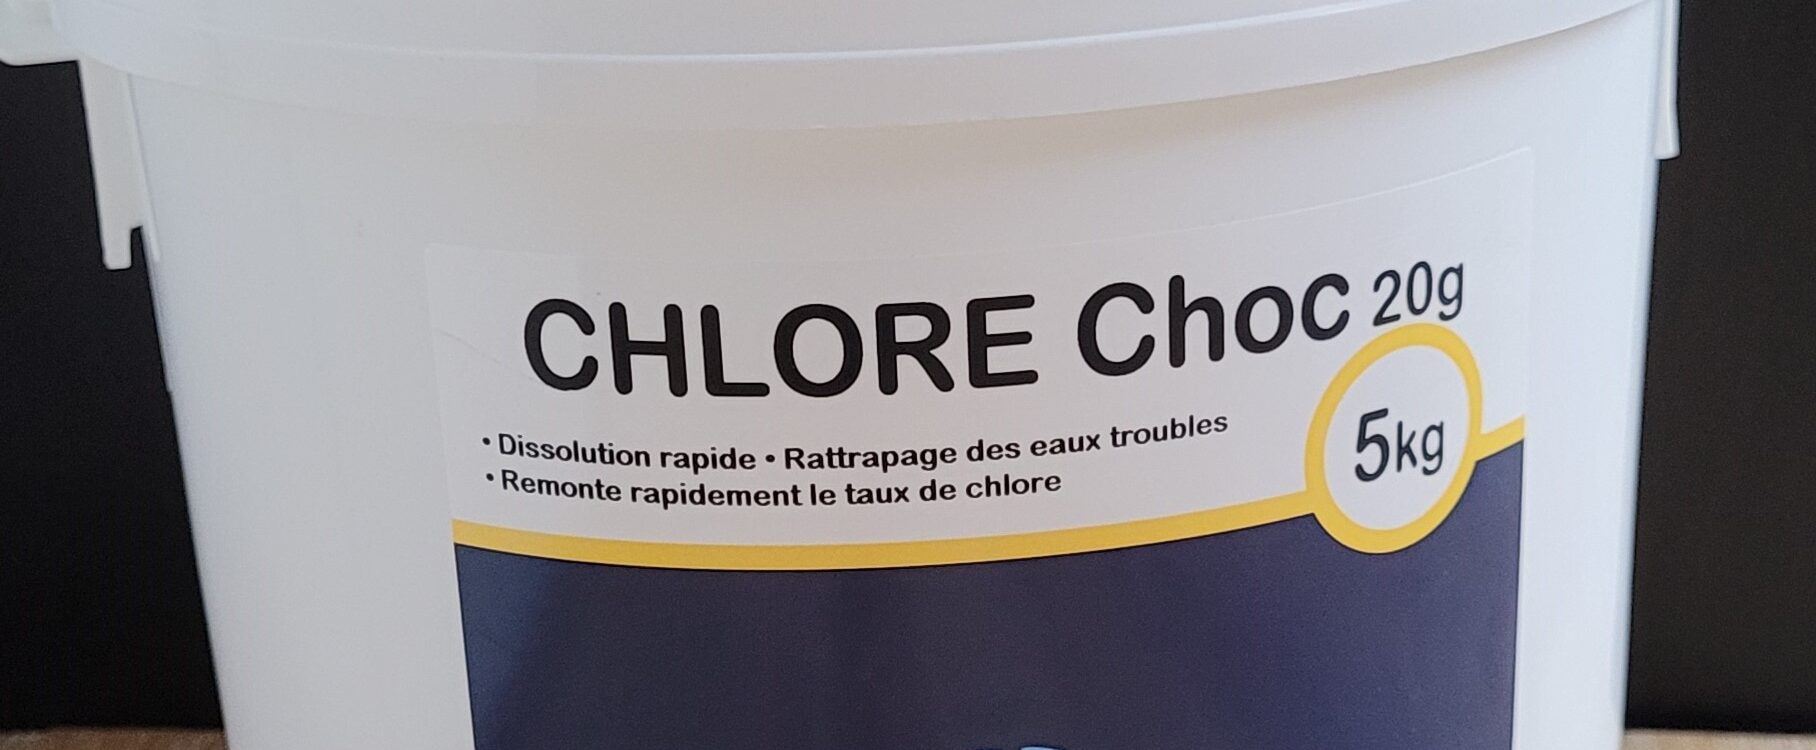 CHLORE Choc 20g
• Dissolution rapide • Rattrapage des eaux troubles
• Remonte rapidement le taux de chlore
5kg